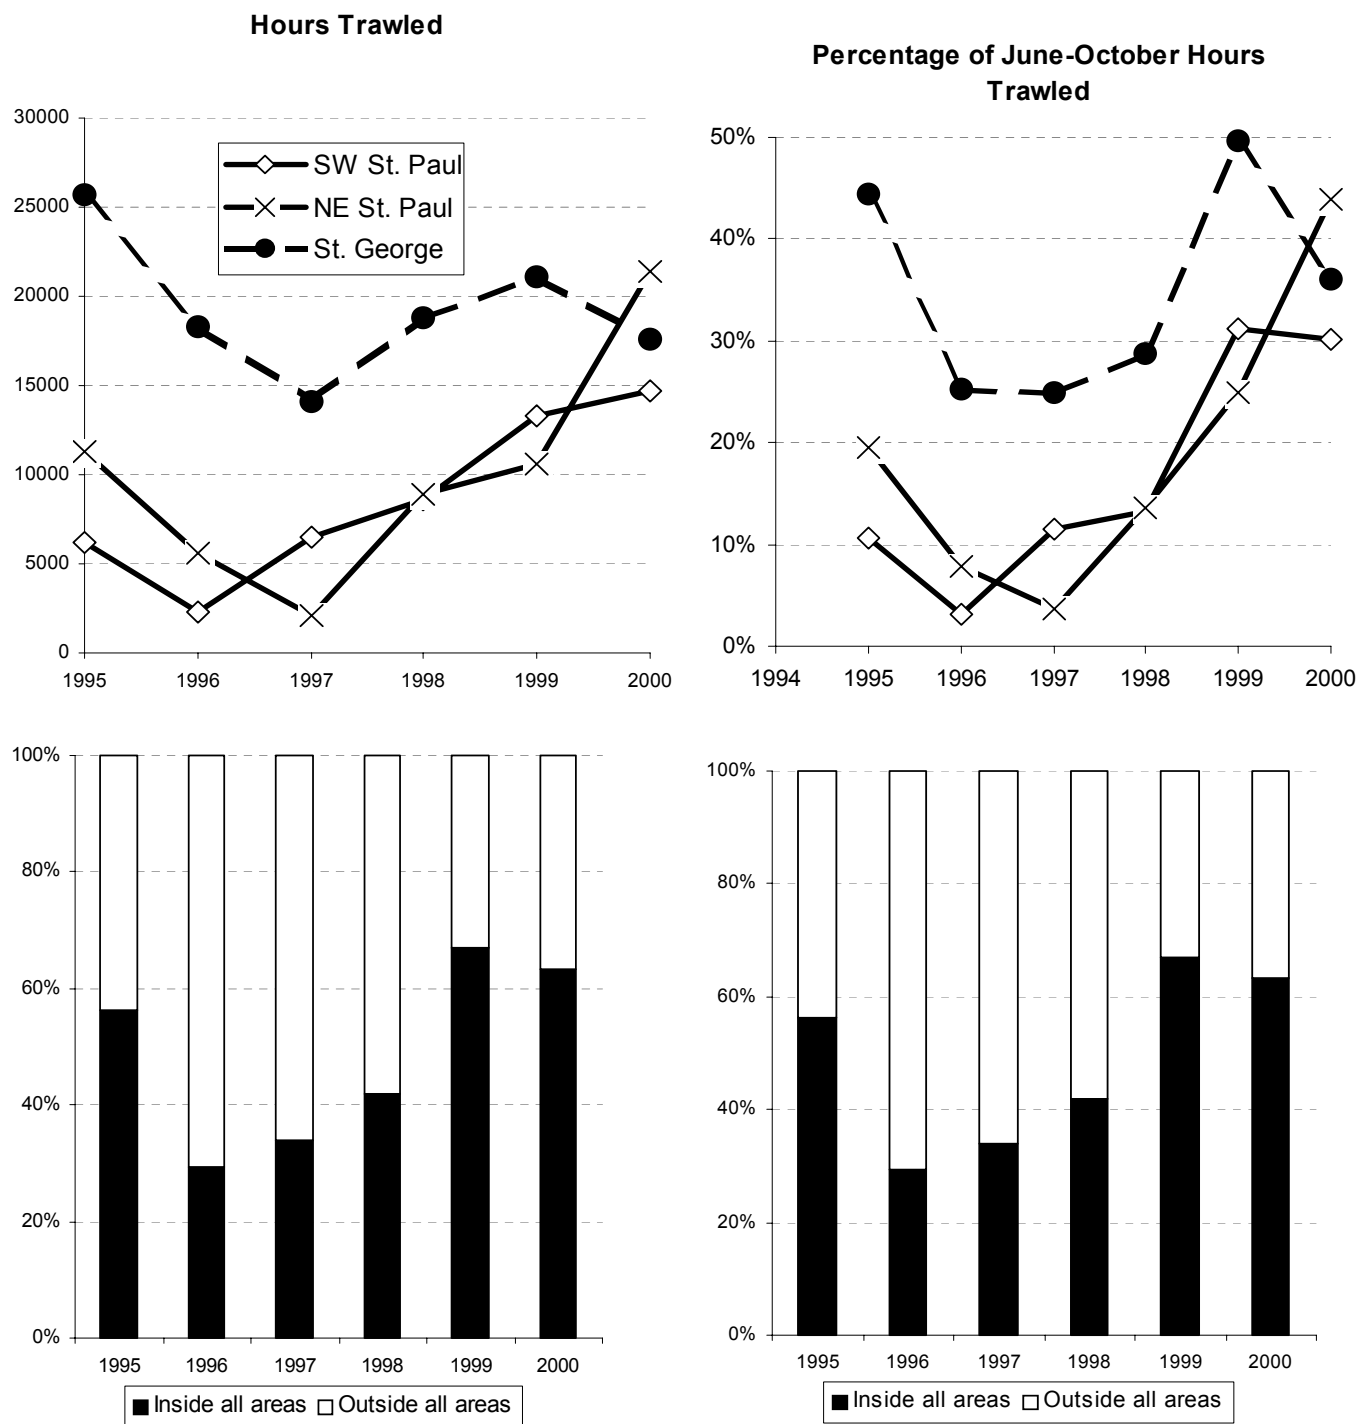 Hours Trawled
30000
25000
20000
15000
10000
5000
0
1995 1996 1997 1998 1999 2000
SW St. Paul
NE St. Paul
St. George
Percentage of June-October Hours
Trawled
50%
40%
30%
20%
10%
0%
1994 1995 1996 1997 1998 1999 2000
100%
80%
60%
40%
20%
0%
1995 1996 1997 1998 1999 2000
Inside all areas Outside all areas
100%
80%
60%
40%
20%
0%
1995 1996 1997 1998 1999 2000
Inside all areas Outside all areas